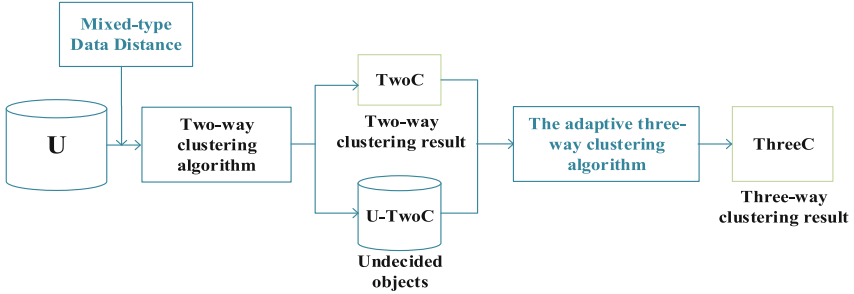 Mixed-type
Data Distance
U
Two-way
clustering
algorithm
TwoC
Two-way
clustering result
U-TwoC
Undecided
objects
The adaptive three-
way clustering
algorithm
ThreeC
Three-way
clustering result